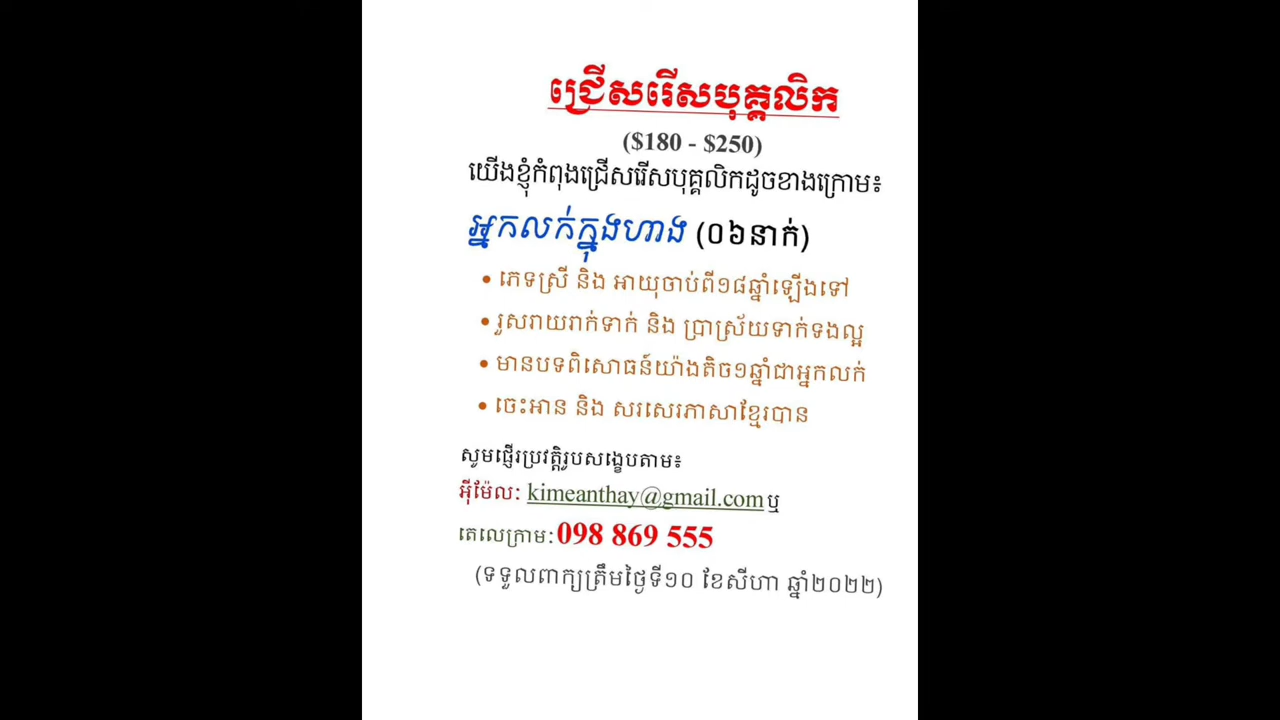 ជ្រើសរើសបុគ្គលិក
($180 - $250)
យើងខ្ញុំកំពុងជ្រើសរើសបុគ្គលិកដូចខាងក្រោម៖
អ្នកលក់ក្នុងហាង (០៦នាក់)
• ភេទស្រី និង អាយុចាប់ពី១៨ឆ្នាំឡើងទៅ
• រួសរាយរាក់ទាក់ និង ប្រាស្រ័យទាក់ទងល្អ
• មានបទពិសោធន៍យ៉ាងតិច១ឆ្នាំជាអ្នកលក់
• ចេះអាន និង សរសេរភាសាខ្មែរបាន
សូមផ្ញើរប្រវត្តិរូបសង្ខេបតាម៖
អ៊ីម៉ែល: kimeanthay@gmail.com ឬ
តេលេក្រាម: 098 869 555
(ទទួលពាក្យត្រឹមថ្ងៃទី១០ ខែសីហា ឆ្នាំ២០២២)